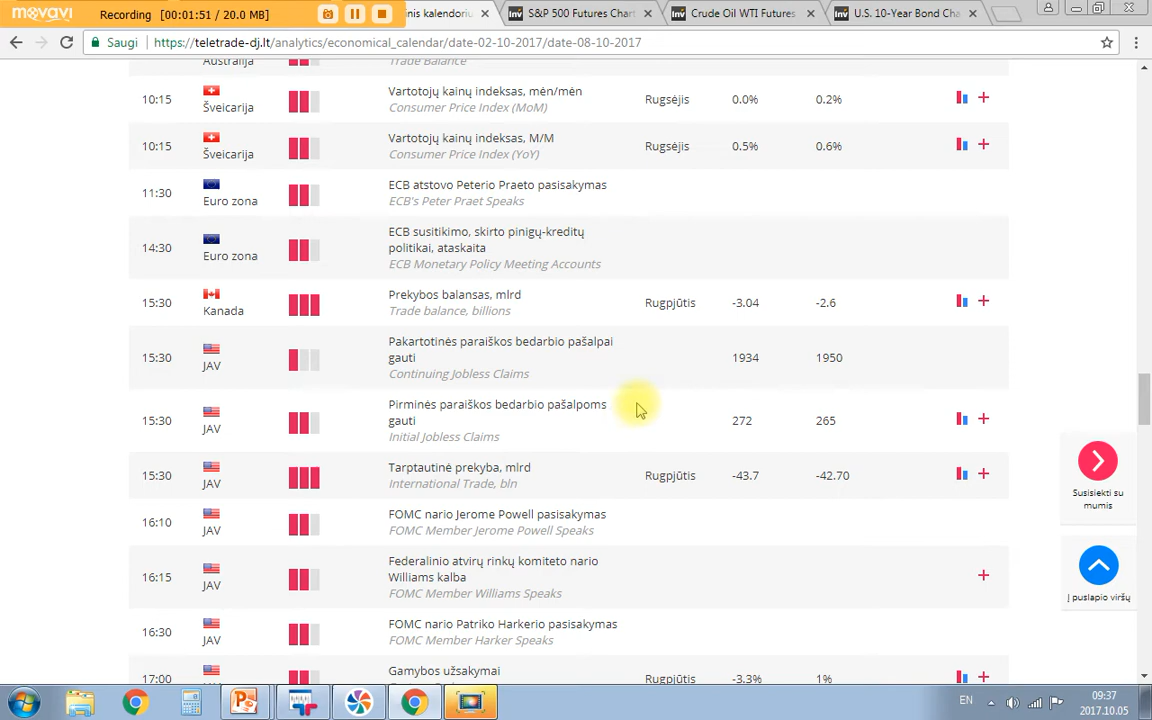 movavi
Recording [00:01:51 / 20.0 MB]
inis kalendoriu
S&P 500 Futures Chart
Crude Oil WTI Futures
U.S. 10-Year Bond Cha
Saugi
https://teletrade-dj.lt/analytics/economical_calendar/date-02-10-2017/date-08-10-2017
Australija
Trade Balance
10:15
Šveicarija
Vartotojų kainų indeksas, mėn/mėn
Consumer Price Index (MoM)
Rugsėjis
0.0%
0.2%
10:15
Šveicarija
Vartotojų kainų indeksas, M/M
Consumer Price Index (YoY)
Rugsėjis
0.5%
0.6%
11:30
Euro zona
ECB atstovo Peterio Praeto pasisakymas
ECB's Peter Praet Speaks
14:30
Euro zona
ECB susitikimo, skirto pinigų-kreditų
politikai, ataskaita
ECB Monetary Policy Meeting Accounts
15:30
Kanada
Prekybos balansas, mlrd
Trade balance, billions
Rugpjūtis
-3.04
-2.6
15:30
JAV
Pakartotinės paraiškos bedarbio pašalpai
gauti
Continuing Jobless Claims
1934
1950
15:30
JAV
Pirminės paraiškos bedarbio pašalpoms
gauti
Initial Jobless Claims
272
265
15:30
JAV
Tarptautinė prekyba, mlrd
International Trade, bln
Rugpjūtis
-43.7
-42.70
16:10
JAV
FOMC nario Jerome Powell pasisakymas
FOMC Member Jerome Powell Speaks
16:15
JAV
Federalinio atvirų rinkų komiteto nario
Williams kalba
FOMC Member Williams Speaks
16:30
JAV
FOMC nario Patriko Harkerio pasisakymas
FOMC Member Harker Speaks
17:00
Gamybos užsakymai
Rugpjūtis
-3.3%
1%
Susisiekti su
mumis
Į puslapio viršų
EN
09:37
2017.10.05